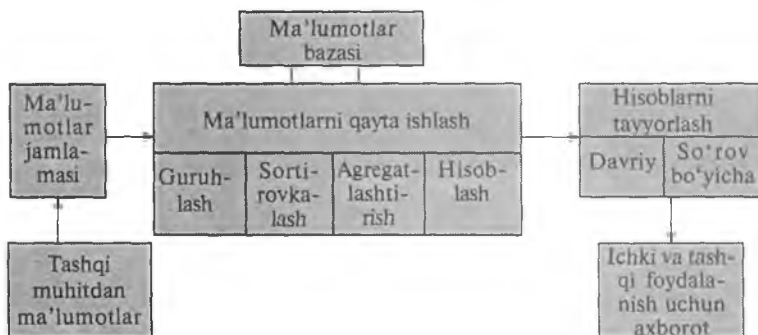 Ma'lumotlar
bazasi
Ma'lu-
motlar
jamla-
masi
Ma'lumotlarni qayta ishlash
Guruh-
lash
Sorti-
rovka-
lash
Agregat-
lashti-
rish
Hisob-
lash
Hisoblarni
tayyorlash
Davriy
So‘rov
bo‘yicha
Tashqi
muhitdan
ma'lumotlar
Ichki va tash-
qi foydala-
nish uchun
axborot